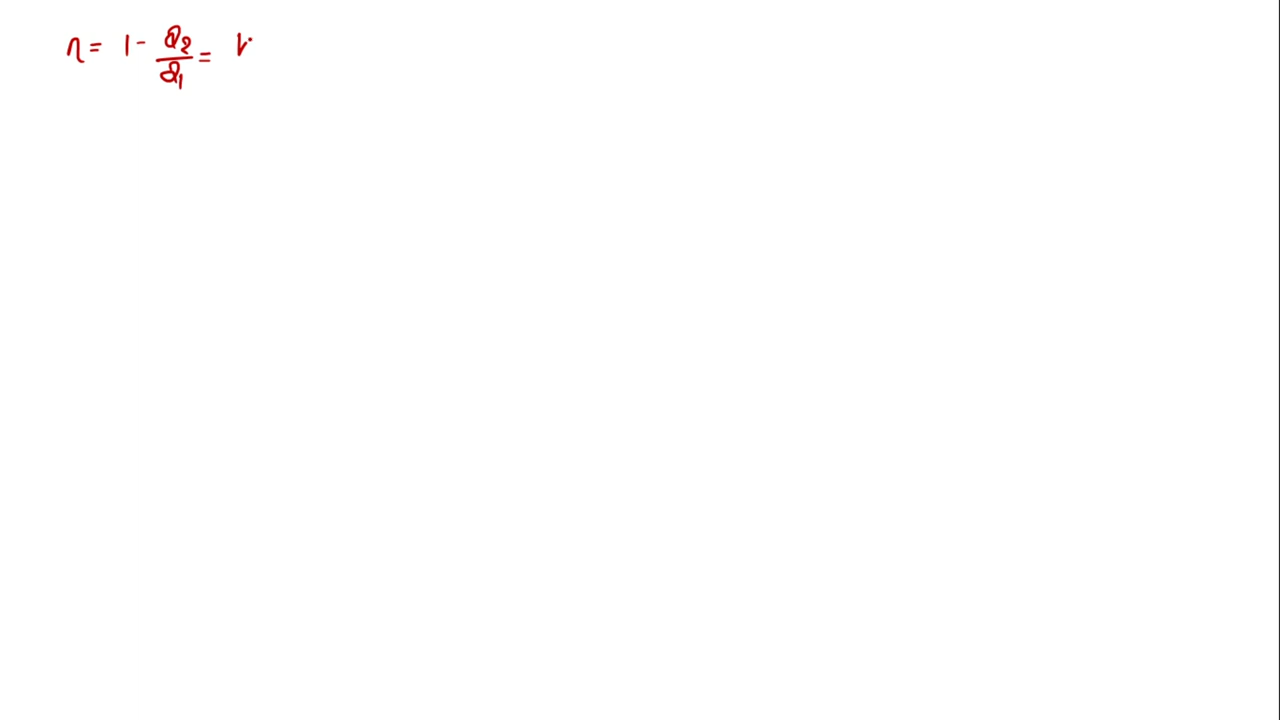 η = 1 - Q₂/Q₁ =